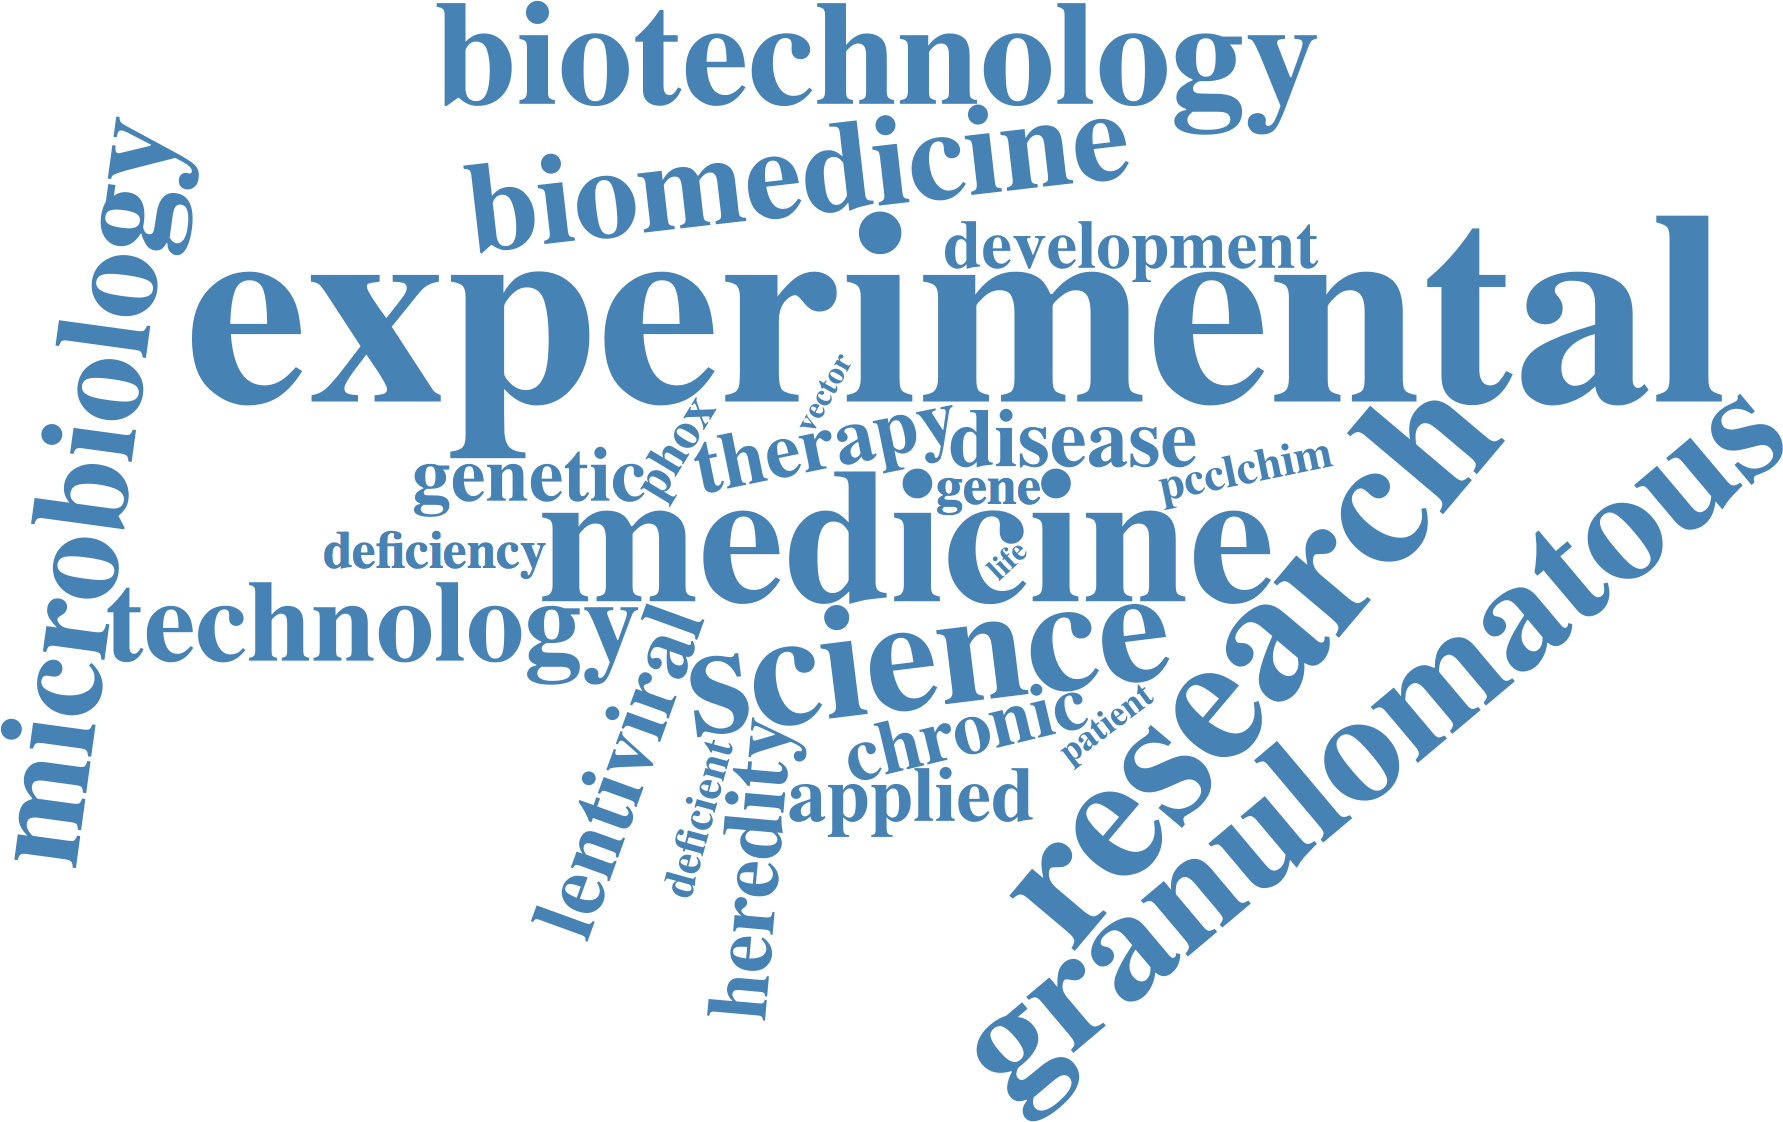 biotechnology
biomedicine
development
experimental
microbiology
vector
phox
therapy
disease
genetic
gene
pcclchim
research
granulomatous
medicine
deficiency
life
technology
science
lentiviral
chronic
patient
deficient
heredity
applied